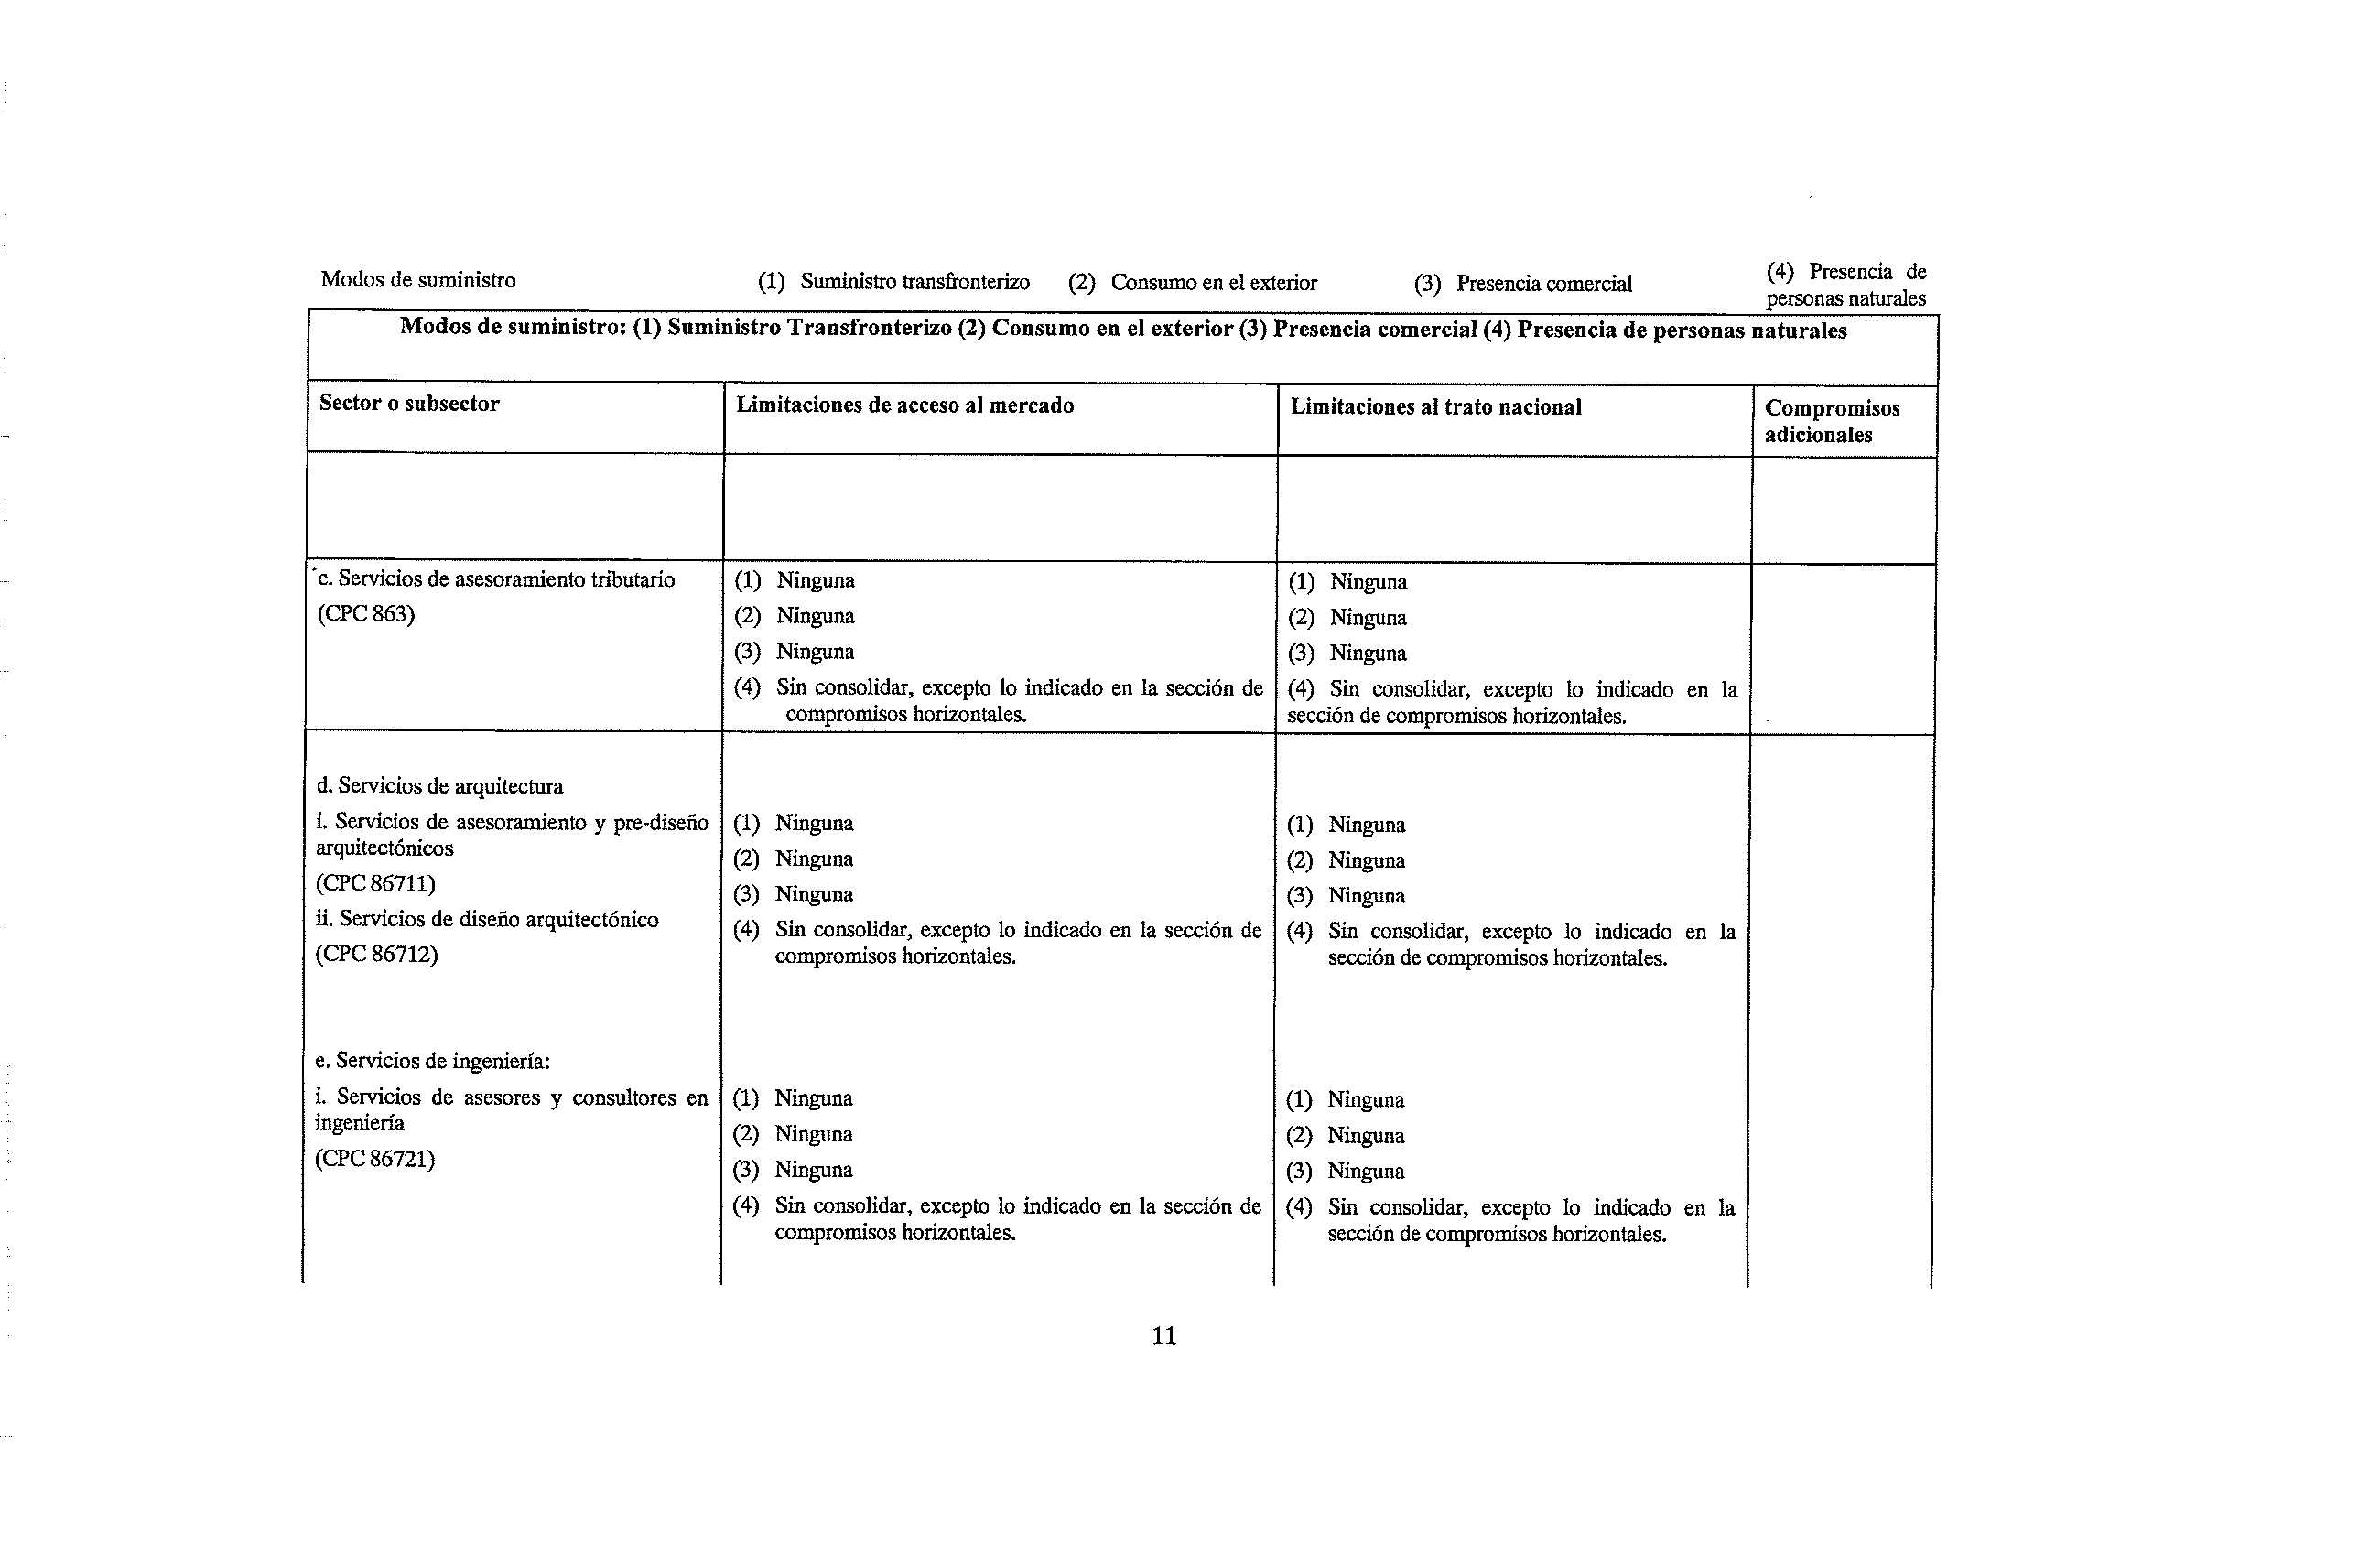 Modos de suministro (1) Suministro transfronterizo (2) Consumo en el exterior (3) Presencia comercial (4) Presencia de
personas naturales
Modos de suministro: (1) Suministro Transfronterizo (2) Consumo en el exterior (3) Presencia comercial (4) Presencia de personas naturales
Sector o subsector
Limitaciones de acceso al mercado
Limitaciones al trato nacional
Compromisos
adicionales
c. Servicios de asesoramiento tributario
(CPC 863)
(1) Ninguna
(2) Ninguna
(3) Ninguna
(4) Sin consolidar, excepto lo indicado en la sección de
compromisos horizontales.
(1) Ninguna
(2) Ninguna
(3) Ninguna
(4) Sin consolidar, excepto lo indicado en la
sección de compromisos horizontales.
d. Servicios de arquitectura
i. Servicios de asesoramiento y pre-diseño
arquitectónicos
(CPC 86711)
ii. Servicios de diseño arquitectónico
(CPC 86712)
(1) Ninguna
(2) Ninguna
(3) Ninguna
(4) Sin consolidar, excepto lo indicado en la sección de
compromisos horizontales.
(1) Ninguna
(2) Ninguna
(3) Ninguna
(4) Sin consolidar, excepto lo indicado en la
sección de compromisos horizontales.
e. Servicios de ingeniería:
i. Servicios de asesores y consultores en
ingeniería
(CPC 86721)
(1) Ninguna
(2) Ninguna
(3) Ninguna
(4) Sin consolidar, excepto lo indicado en la sección de
compromisos horizontales.
(1) Ninguna
(2) Ninguna
(3) Ninguna
(4) Sin consolidar, excepto lo indicado en la
sección de compromisos horizontales.
11